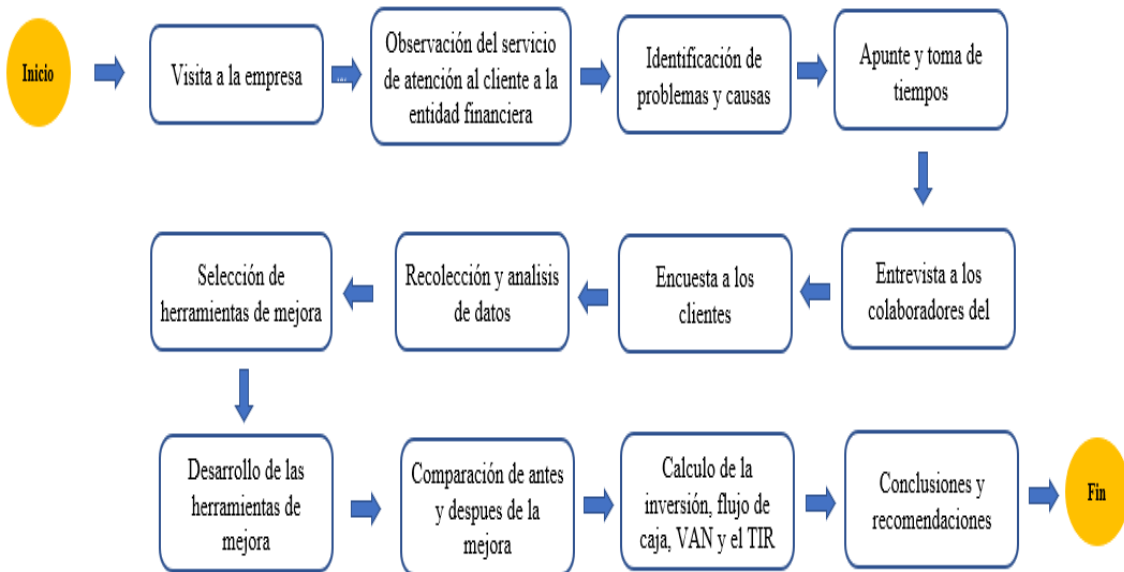 Inicio
Visita a la empresa
...
Observación del servicio
de atención al cliente a la
entidad financiera
Identificación de
problemas y causas
Apunte y toma de
tiempos
Entrevista a los
colaboradores del
Encuesta a los
clientes
Recolección y analisis
de datos
Selección de
herramientas de mejora
Desarrollo de las
herramientas de
mejora
Comparación de antes
y despues de la
mejora
Calculo de la
inversión, flujo de
caja, VAN y el TIR
Conclusiones y
recomendaciones
Fin